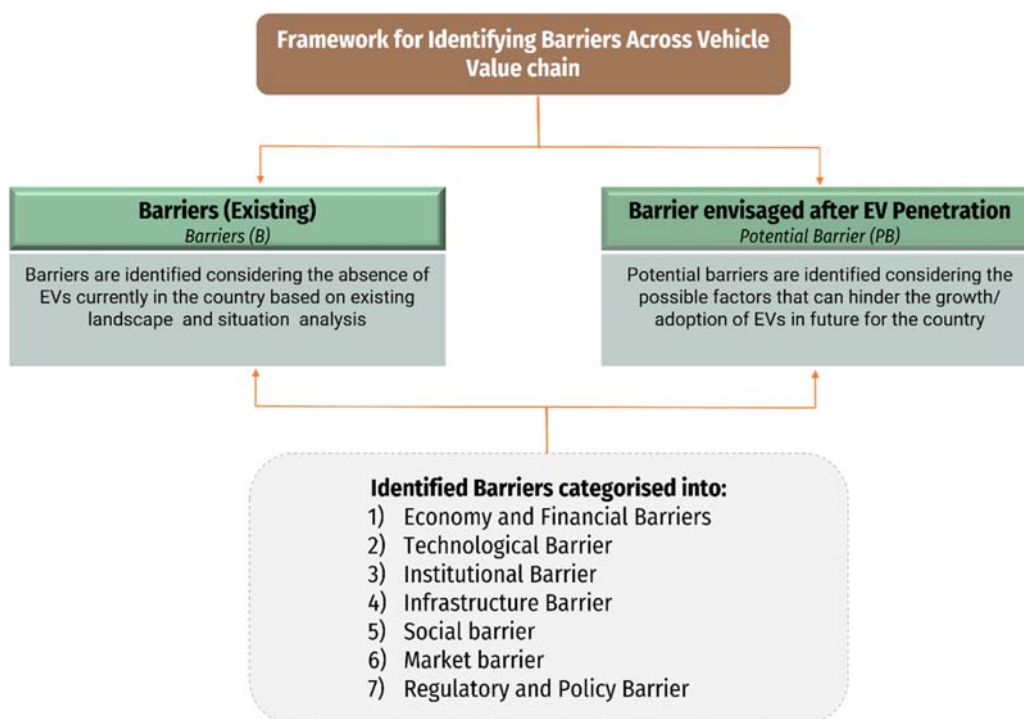 Framework for Identifying Barriers Across Vehicle
Value chain
Barriers (Existing)
Barriers (B)
Barriers are identified considering the absence of
EVs currently in the country based on existing
landscape and situation analysis
Barrier envisaged after EV Penetration
Potential Barrier (PB)
Potential barriers are identified considering the
possible factors that can hinder the growth/
adoption of EVs in future for the country
Identified Barriers categorised into:
1) Economy and Financial Barriers
2) Technological Barrier
3) Institutional Barrier
4) Infrastructure Barrier
5) Social barrier
6) Market barrier
7) Regulatory and Policy Barrier